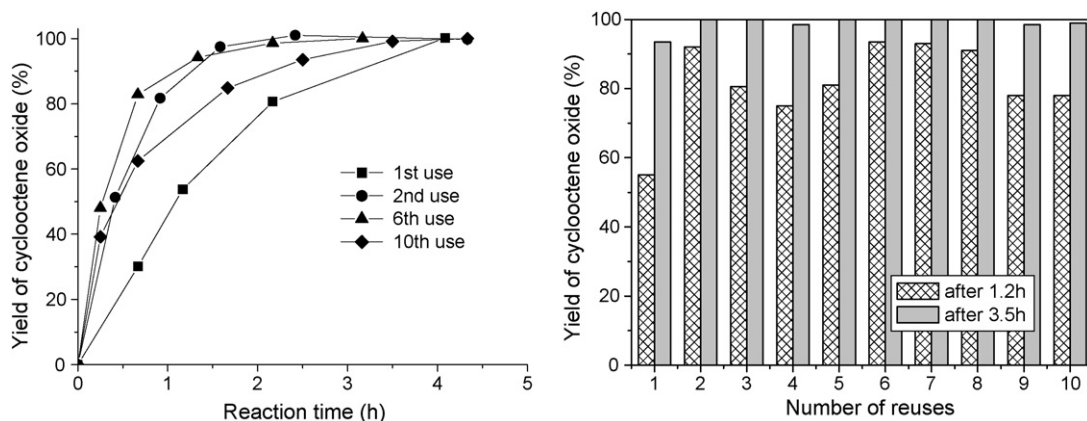 Yield of cyclooctene oxide (%)
100
80
60
40
20
0
1st use
2nd use
6th use
10th use
0 1 2 3 4 5
Reaction time (h)
Yield of cyclooctene oxide (%)
100
80
60
40
20
0
after 1.2h
after 3.5h
1 2 3 4 5 6 7 8 9 10
Number of reuses